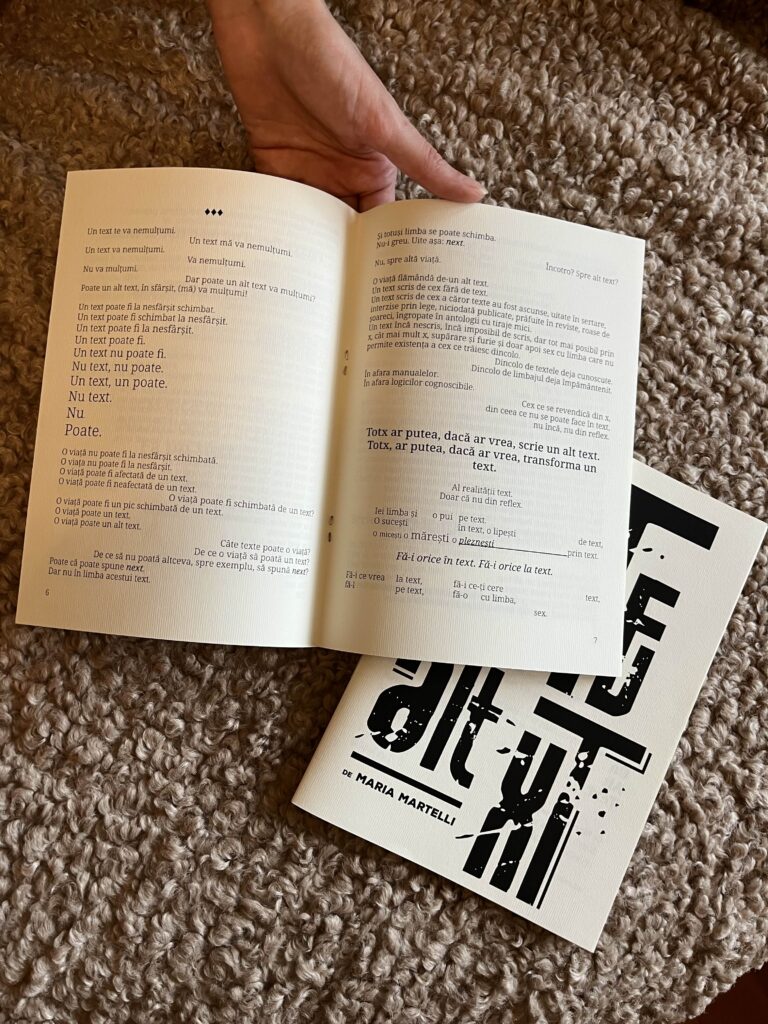 ♦♦♦
Un text te va nemulțumi.
Un text mă va nemulțumi.
Un text va nemulțumi.
Va nemulțumi.
Nu va mulțumi.
Dar poate un alt text va mulțumi?
Poate un alt text, în sfârșit, (mă) va mulțumi!
Un text poate fi la nesfârșit schimbat.
Un text poate fi schimbat la nesfârșit.
Un text poate fi la nesfârșit.
Un text poate fi.
Un text nu poate fi.
Nu text, nu poate.
Un text, un poate.
Nu text.
Nu.
Poate.
O viață nu poate fi la nesfârșit schimbată.
O viață nu poate fi la nesfârșit.
O viață poate fi afectată de un text.
O viață poate fi neafectată de un text.
O viață poate fi schimbată de un text?
O viață poate fi un pic schimbată de un text.
O viață poate un text.
O viață poate un alt text.
Câte texte poate o viață?
De ce o viață să poată un text?
De ce să nu poată altceva, spre exemplu, să spună next?
Poate că poate spune next.
Dar nu în limba acestui text.
6
Și totuși limba se poate schimba.
Nu-i greu. Uite așa: next.
Încotro? Spre alt text?
Nu, spre altă viață.
O viață flămândă de-un alt text.
Un text scris de cex fără de text.
Un text scris de cex a căror texte au fost ascunse, uitate în sertare,
interzise prin lege, niciodată publicate, prăfuite în reviste, roase de
șoareci, îngropate în antologii cu tiraje mici.
Un text încă nescris, încă imposibil de scris, dar tot mai posibil prin
x, cât mai mult x, supărare și furie și doar apoi sex cu limba care nu
permite existența a cex ce trăiesc dincolo.
Dincolo de textele deja cunoscute.
Dincolo de limbajul deja împământenit.
În afara manualelor.
În afara logicilor cognoscibile.
Cex ce se revendică din x,
din ceea ce nu se poate face în text,
nu încă, nu din reflex.
Totx ar putea, dacă ar vrea, scrie un alt text.
Totx, ar putea, dacă ar vrea, transforma un
text.
Al realității text.
Doar că nu din reflex.
Iei limba și o pui pe text.
O sucești în text, o lipești de text,
o micești o mărești o plesnești prin text.
Fă-i orice în text. Fă-i orice la text.
Fă-i ce vrea la text, fă-i ce-ți cere text,
fă-l pe text, fă-o cu limba,
sex.
7
alt
DE MARIA MARTELLI